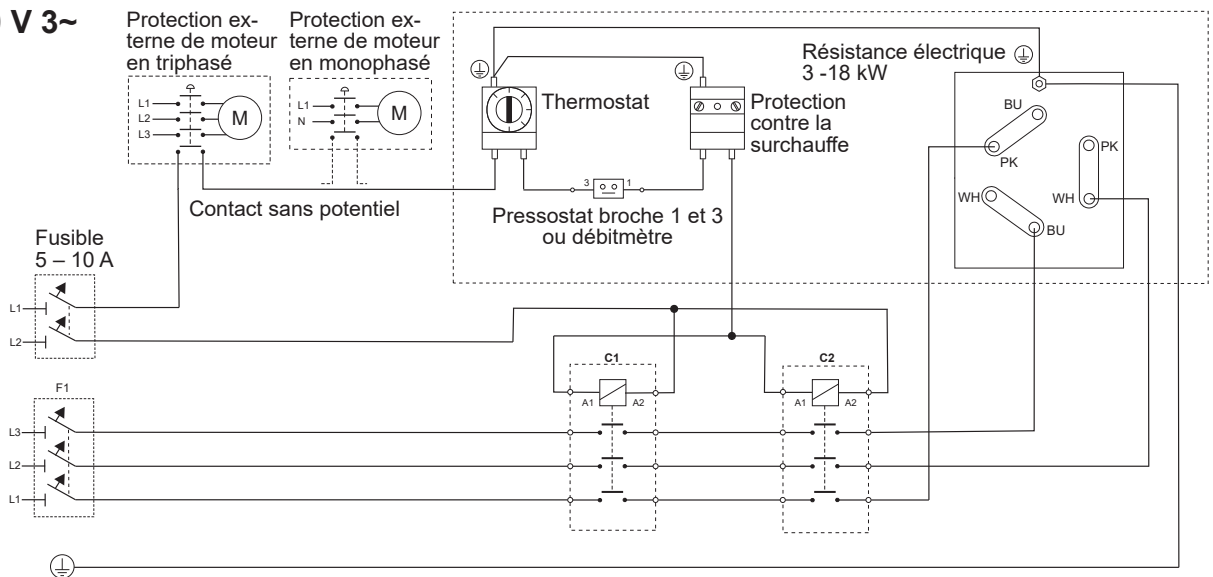 V 3~
Protection ex-
terne de moteur
en triphasé
Protection ex-
terne de moteur
en monophasé
L1
L2
L3
M
L1
N
M
Contact sans potentiel
Thermostat
Protection
contre la
surchauffe
3
1
Pressostat broche 1 et 3
ou débitmètre
Résistance électrique
3 -18 kW
BU
PK
PK
WH
WH
BU
Fusible
5 – 10 A
L1
L2
F1
L3
L2
L1
C1
A1
A2
C2
A1
A2